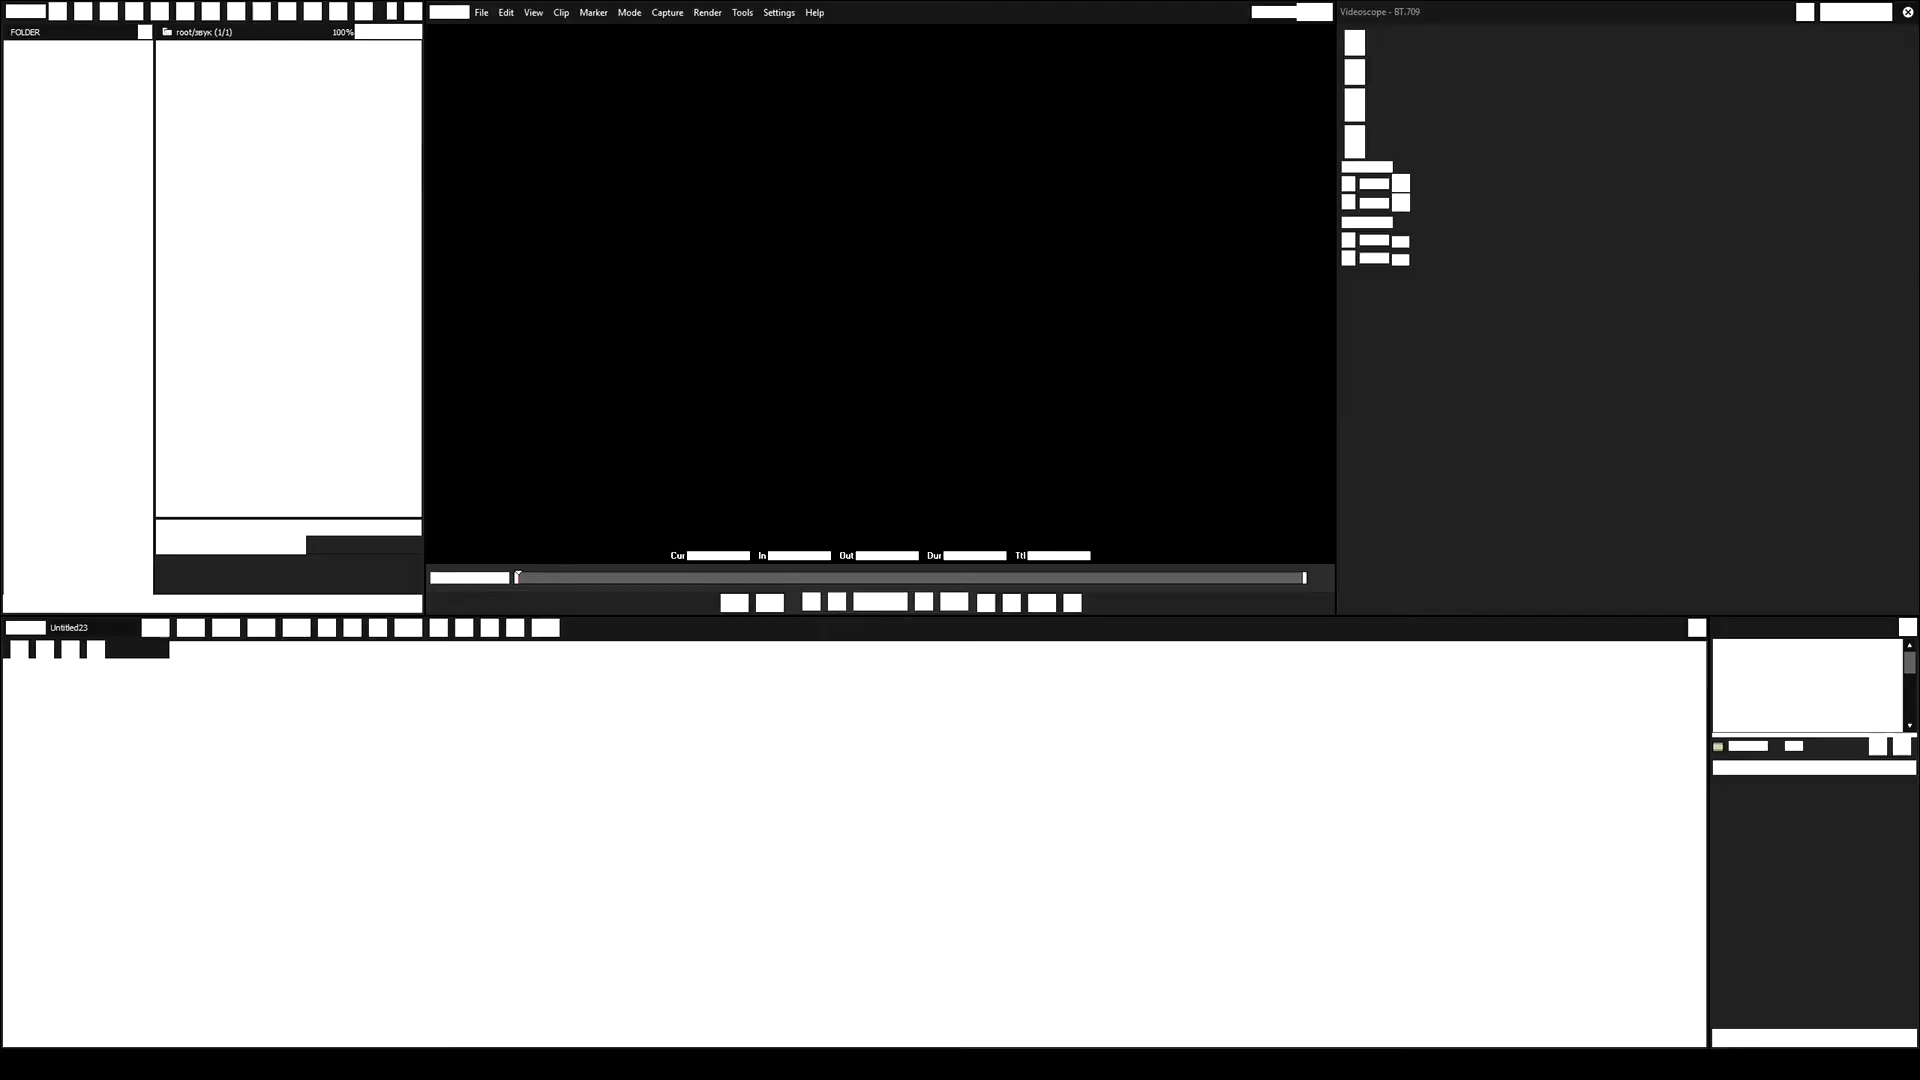 File Edit View Clip Marker Mode Capture Render Tools Settings Help
Videoscope - BT.709
FOLDER
root/звук (1/1)
100%
Cur In Out Dur Ttl
Untitled23